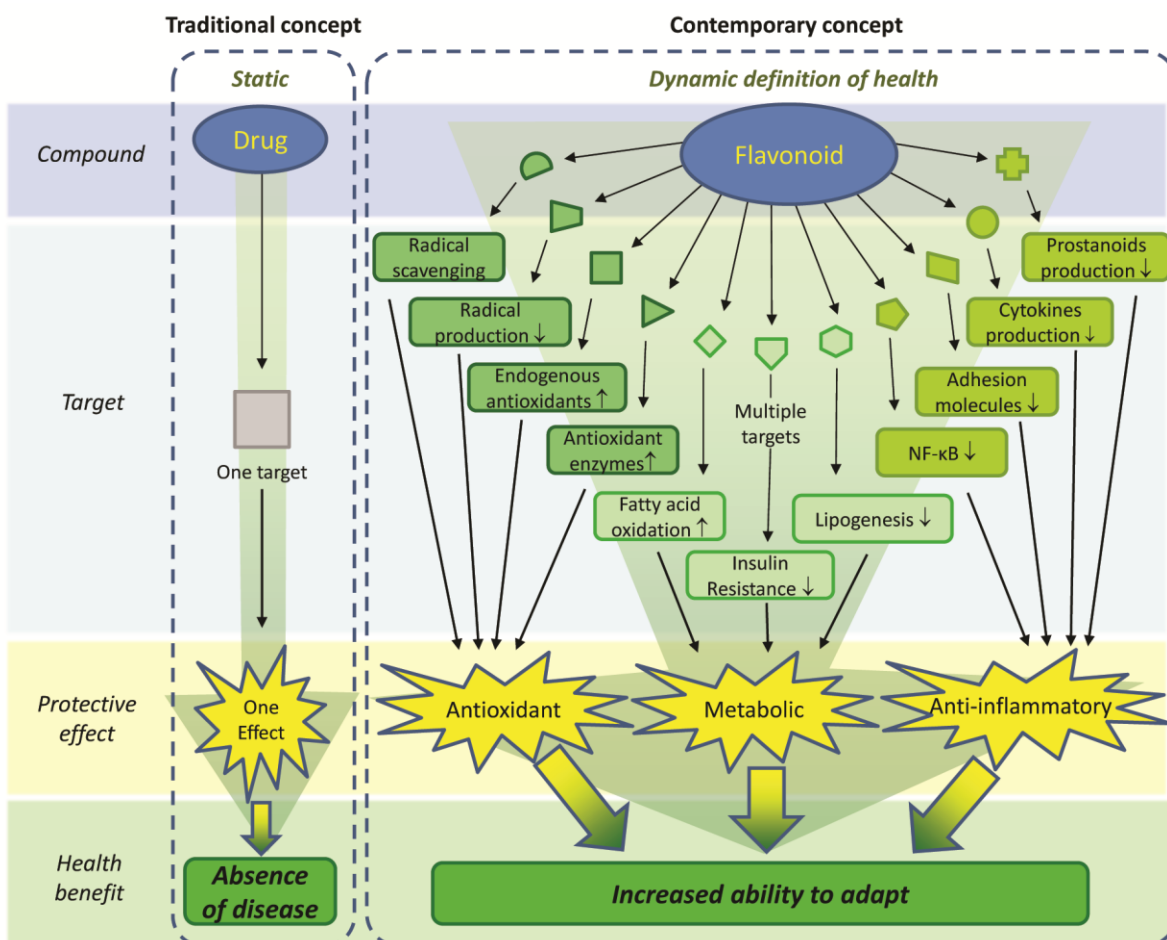 Traditional concept
Contemporary concept
Static
Dynamic definition of health
Compound
Drug
Flavonoid
Target
Radical
scavenging
Prostanoids
production ↓
Radical
production ↓
Cytokines
production ↓
Endogenous
antioxidants ↑
Adhesion
molecules ↓
One target
Multiple
targets
Antioxidant
enzymes ↑
NF-κB ↓
Fatty acid
oxidation ↑
Lipogenesis ↓
Insulin
Resistance ↓
Protective
effect
One
Effect
Antioxidant
Metabolic
Anti-inflammatory
Health
benefit
Absence
of disease
Increased ability to adapt